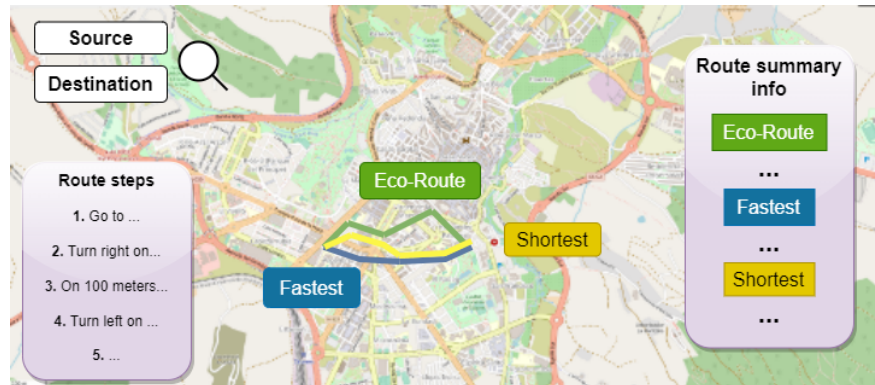 Source
Destination
Route steps
1. Go to ...
2. Turn right on...
3. On 100 meters...
4. Turn left on ...
5. ...
Eco-Route
Shortest
Fastest
Route summary
info
Eco-Route
...
Fastest
...
Shortest
...